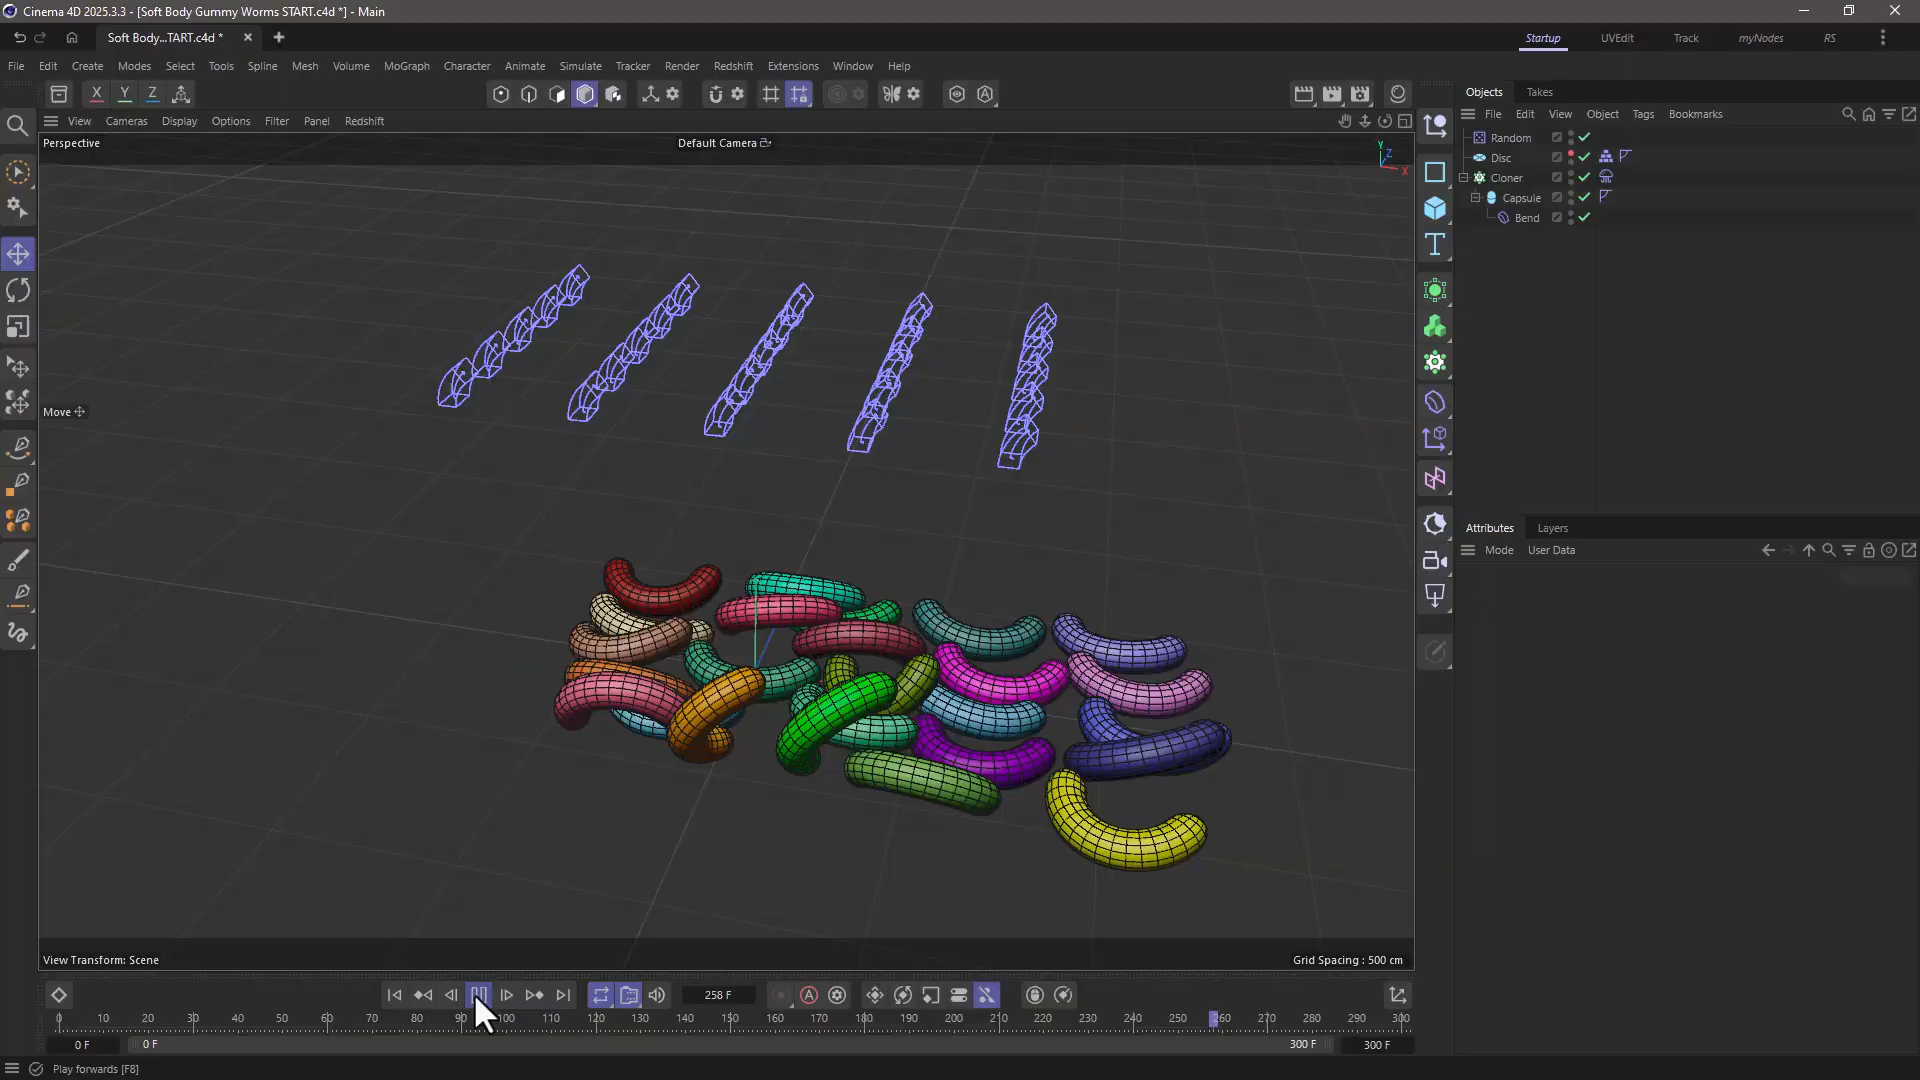 Cinema 4D 2025.3.3 - [Soft Body Gummy Worms START.c4d *] - Main
Soft Body...TART.c4d *
Startup
UVEdit
Track
myNodes
RS
File Edit Create Modes Select Tools Spline Mesh Volume MoGraph Character Animate Simulate Tracker Render Redshift Extensions Window Help
X Y Z
View Cameras Display Options Filter Panel Redshift
Perspective
Default Camera
Y
Z
X
Move
View Transform: Scene
Grid Spacing : 500 cm
Objects Takes
File Edit View Object Tags Bookmarks
Random
Disc
Cloner
Capsule
Bend
Attributes Layers
Mode User Data
258 F
0 10 20 30 40 50 60 70 80 90 100 110 120 130 140 150 160 170 180 190 200 210 220 230 240 250 260 270 280 290 300
0 F
0 F
300 F
300 F
Play forwards [F8]